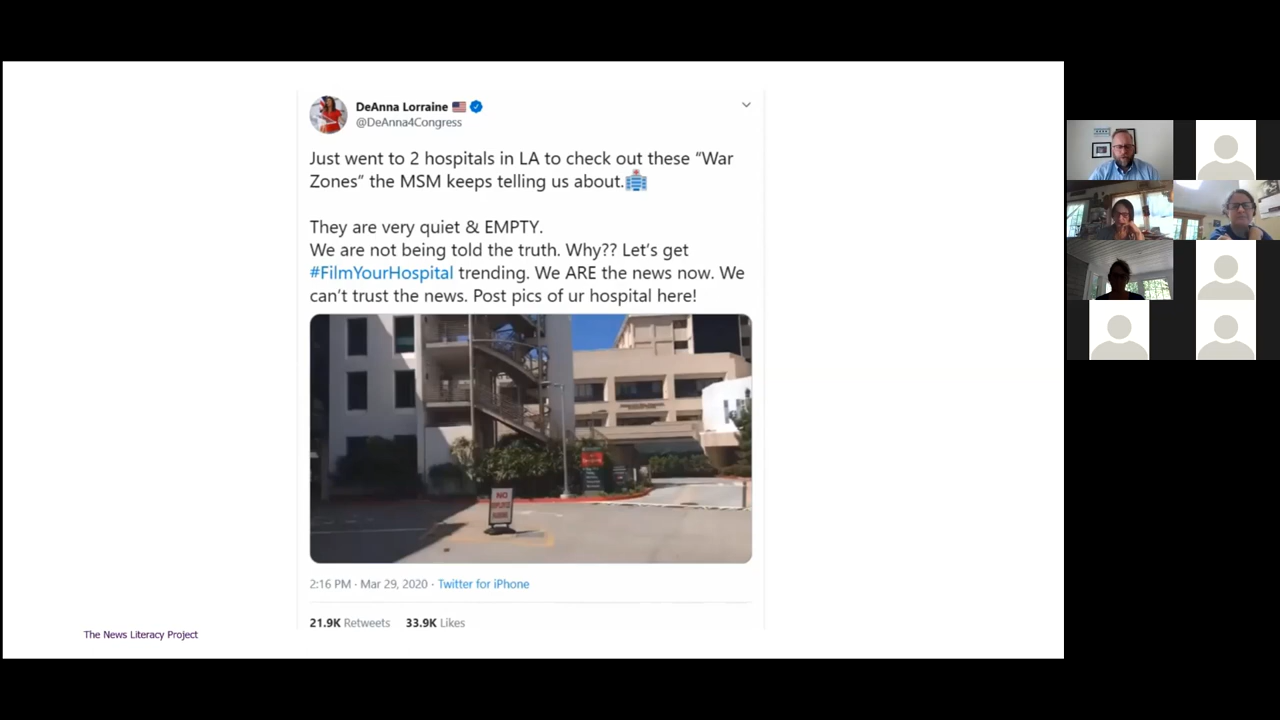 DeAnna Lorraine
@DeAnna4Congress
Just went to 2 hospitals in LA to check out these “War
Zones” the MSM keeps telling us about.
They are very quiet & EMPTY.
We are not being told the truth. Why?? Let’s get
#FilmYourHospital trending. We ARE the news now. We
can’t trust the news. Post pics of ur hospital here!
NO
2:16 PM · Mar 29, 2020 · Twitter for iPhone
21.9K Retweets 33.9K Likes
The News Literacy Project